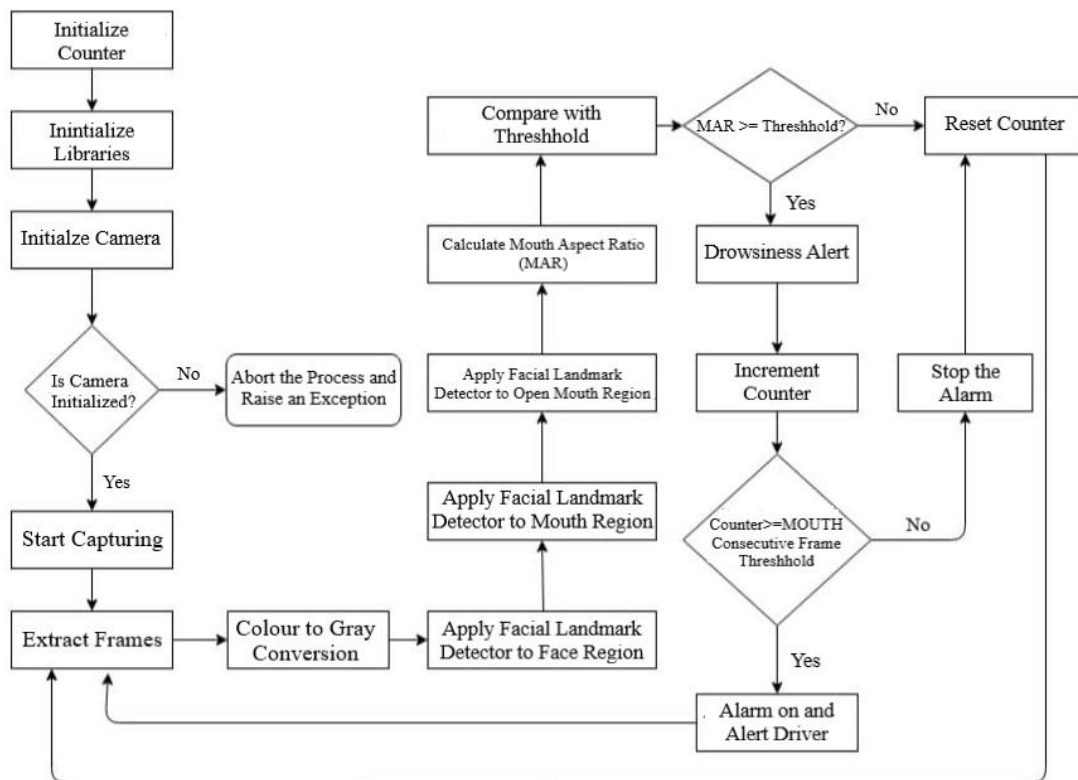 Initialize
Counter
Inintialize
Libraries
Initialze Camera
Is Camera
Initialized?
No
Abort the Process and
Raise an Exception
Yes
Start Capturing
Extract Frames
Colour to Gray
Conversion
Apply Facial Landmark
Detector to Face Region
Apply Facial Landmark
Detector to Mouth Region
Apply Facial Landmark
Detector to Open Mouth Region
Calculate Mouth Aspect Ratio
(MAR)
Compare with
Threshhold
MAR >= Threshhold?
No
Reset Counter
Yes
Drowsiness Alert
Increment
Counter
Stop the
Alarm
Counter>=MOUTH
Consecutive Frame
Threshhold
No
Yes
Alarm on and
Alert Driver